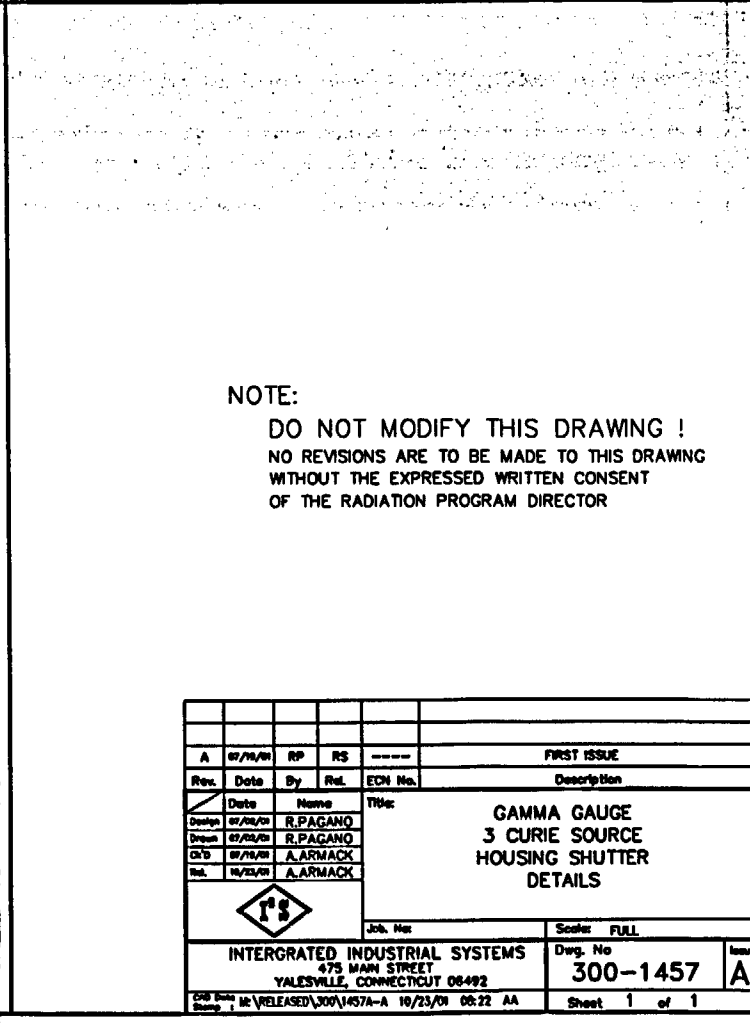 NOTE:
DO NOT MODIFY THIS DRAWING !
NO REVISIONS ARE TO BE MADE TO THIS DRAWING
WITHOUT THE EXPRESSED WRITTEN CONSENT
OF THE RADIATION PROGRAM DIRECTOR
A RP RS ---- FIRST ISSUE
Rev. Date By Rel. ECN No. Description
Date Name
Design R.PAGANO
Drawn R.PAGANO
Ch'D A.ARMACK
Rel. 10/23/01 A.ARMACK
Title:
GAMMA GAUGE
3 CURIE SOURCE
HOUSING SHUTTER
DETAILS
I²S
Job. No:
Scale: FULL
INTERGRATED INDUSTRIAL SYSTEMS
475 MAIN STREET
YALESVILLE, CONNECTICUT 06492
Dwg. No
300-1457
A
M:\RELEASED\300\1457A-A 10/23/01 08:22 AA
Sheet 1 of 1